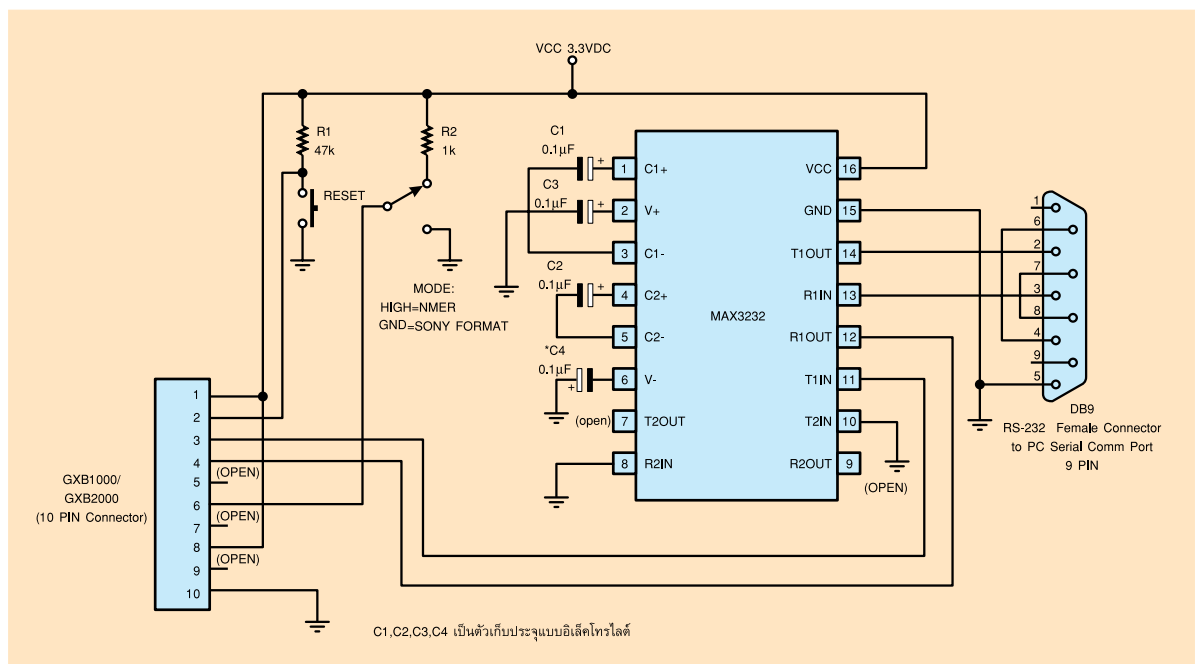 VCC 3.3VDC
R1
47k
R2
1k
RESET
MODE:
HIGH=NMER
GND=SONY FORMAT
C1
0.1µF
+
C3
0.1µF
+
C2
0.1µF
+
*C4
0.1µF
+
(open)
1 C1+
2 V+
3 C1-
4 C2+
5 C2-
6 V-
7 T2OUT
8 R2IN
MAX3232
VCC 16
GND 15
T1OUT 14
R1IN 13
R1OUT 12
T1IN 11
T2IN 10
R2OUT 9
(OPEN)
1
6
2
7
3
8
4
9
5
DB9
RS-232 Female Connector
to PC Serial Comm Port
9 PIN
GXB1000/
GXB2000
(10 PIN Connector)
1
2
3
4
(OPEN)
5
6
(OPEN)
7
8
(OPEN)
9
10
C1,C2,C3,C4 เป็นตัวเก็บประจุแบบอิเล็คโทรไลต์